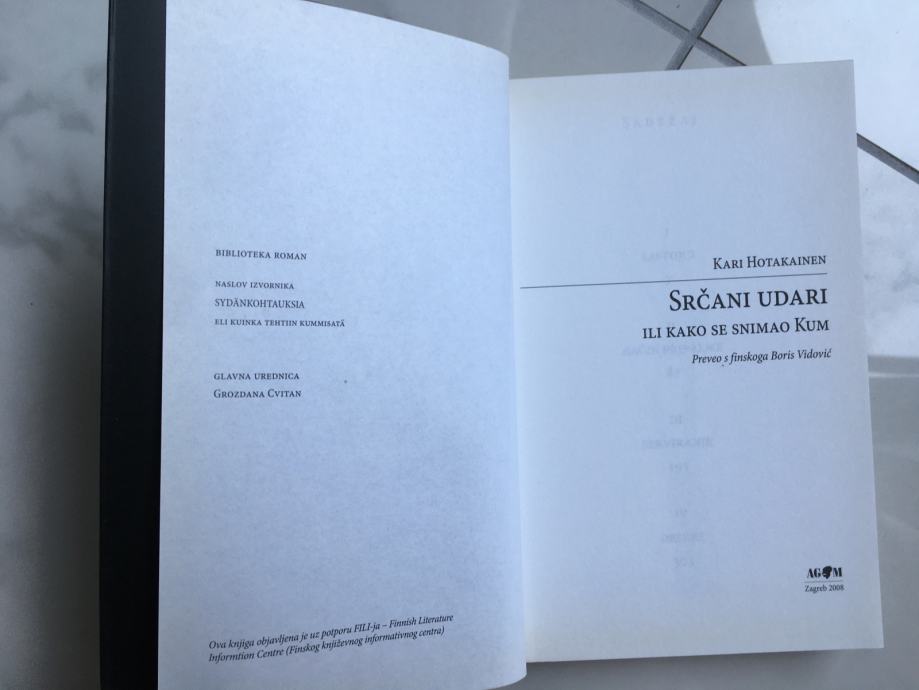 BIBLIOTEKA ROMAN
NASLOV IZVORNIKA
SYDÄNKOHTAUKSIA
ELI KUINKA TEHTIIN KUMMISATÄ
GLAVNA UREDNICA
GROZDANA CVITAN
Ova knjiga objavljena je uz potporu FILI-ja – Finnish Literature
Informtion Centre (Finskog književnog informativnog centra)
KARI HOTAKAINEN
SRČANI UDARI
ILI KAKO SE SNIMAO KUM
Preveo s finskoga Boris Vidović
AGM
Zagreb 2008